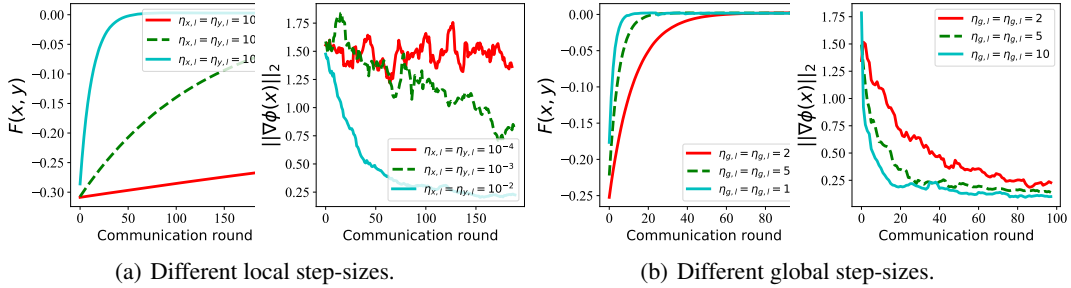 0.00
−0.05
−0.10
−0.15
−0.20
−0.25
−0.30
F(x, y)
0 50 100 150
Communication round
η_{x,l} = η_{y,l} = 10
η_{x,l} = η_{y,l} = 10
η_{x,l} = η_{y,l} = 10
1.75
1.50
1.25
1.00
0.75
0.50
0.25
||∇ϕ(x)||₂
0 50 100 150
Communication round
η_{x,l} = η_{y,l} = 10⁻⁴
η_{x,l} = η_{y,l} = 10⁻³
η_{x,l} = η_{y,l} = 10⁻²
(a) Different local step-sizes.
0.00
−0.05
−0.10
−0.15
−0.20
−0.25
F(x, y)
0 20 40 60 80
Communication round
η_{g,l} = η_{g,l} = 2
η_{g,l} = η_{g,l} = 5
η_{g,l} = η_{g,l} = 1
1.75
1.50
1.25
1.00
0.75
0.50
0.25
||∇ϕ(x)||₂
0 20 40 60 80 100
Communication round
η_{g,l} = η_{g,l} = 2
η_{g,l} = η_{g,l} = 5
η_{g,l} = η_{g,l} = 10
(b) Different global step-sizes.